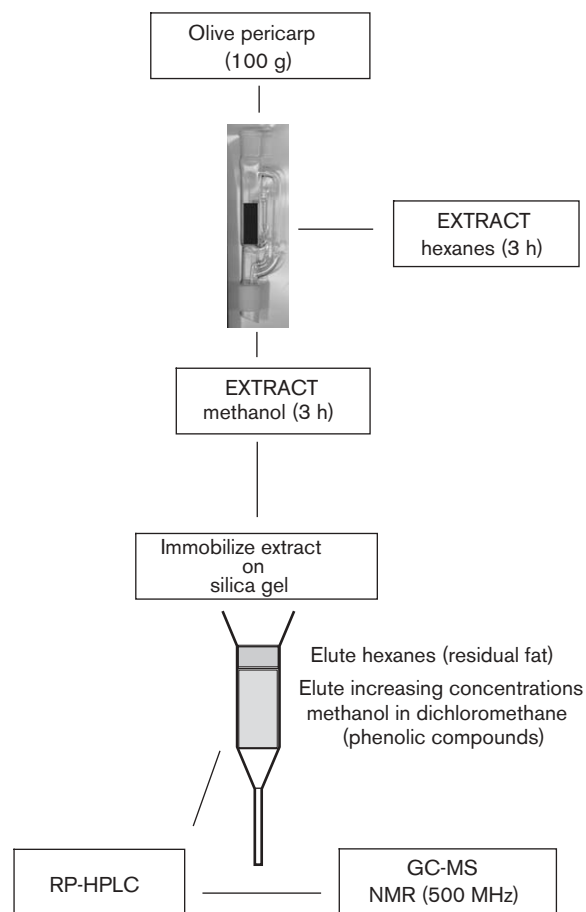 Olive pericarp
(100 g)
EXTRACT
hexanes (3 h)
EXTRACT
methanol (3 h)
Immobilize extract
on
silica gel
Elute hexanes (residual fat)
Elute increasing concentrations
methanol in dichloromethane
(phenolic compounds)
RP-HPLC
GC-MS
NMR (500 MHz)